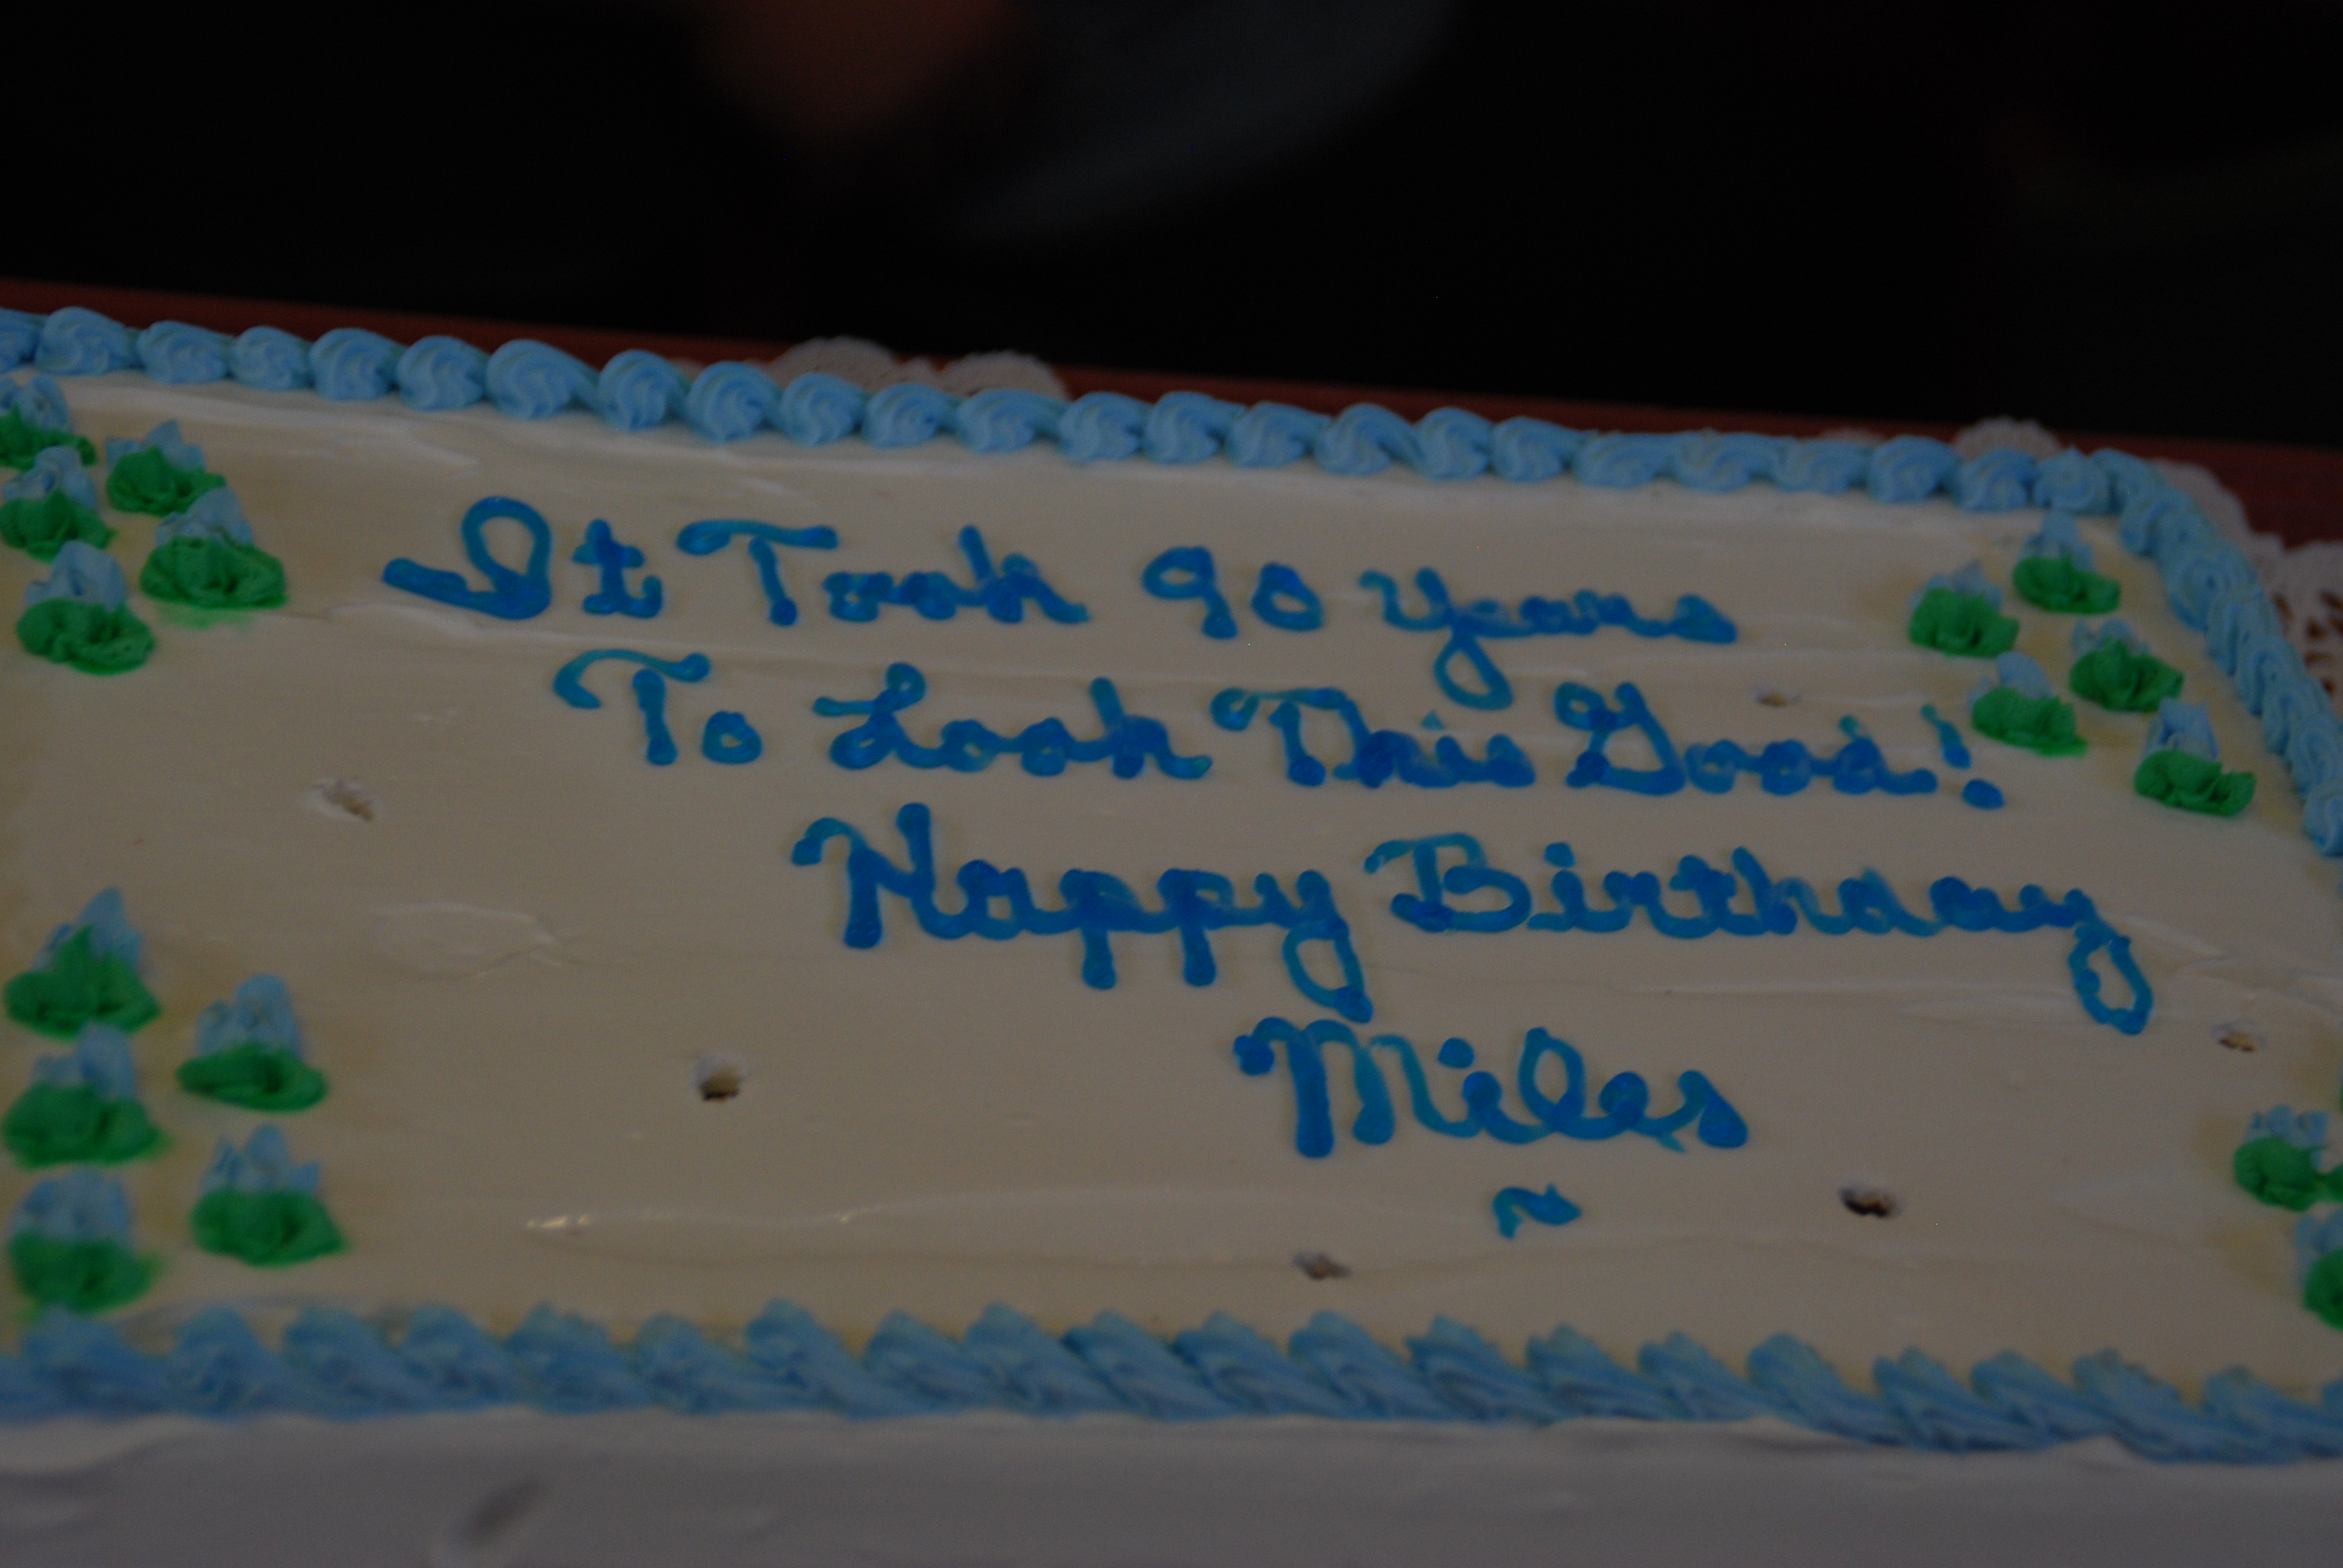 It Took 90 Years
To Look This Good!
Happy Birthday
Miles
~